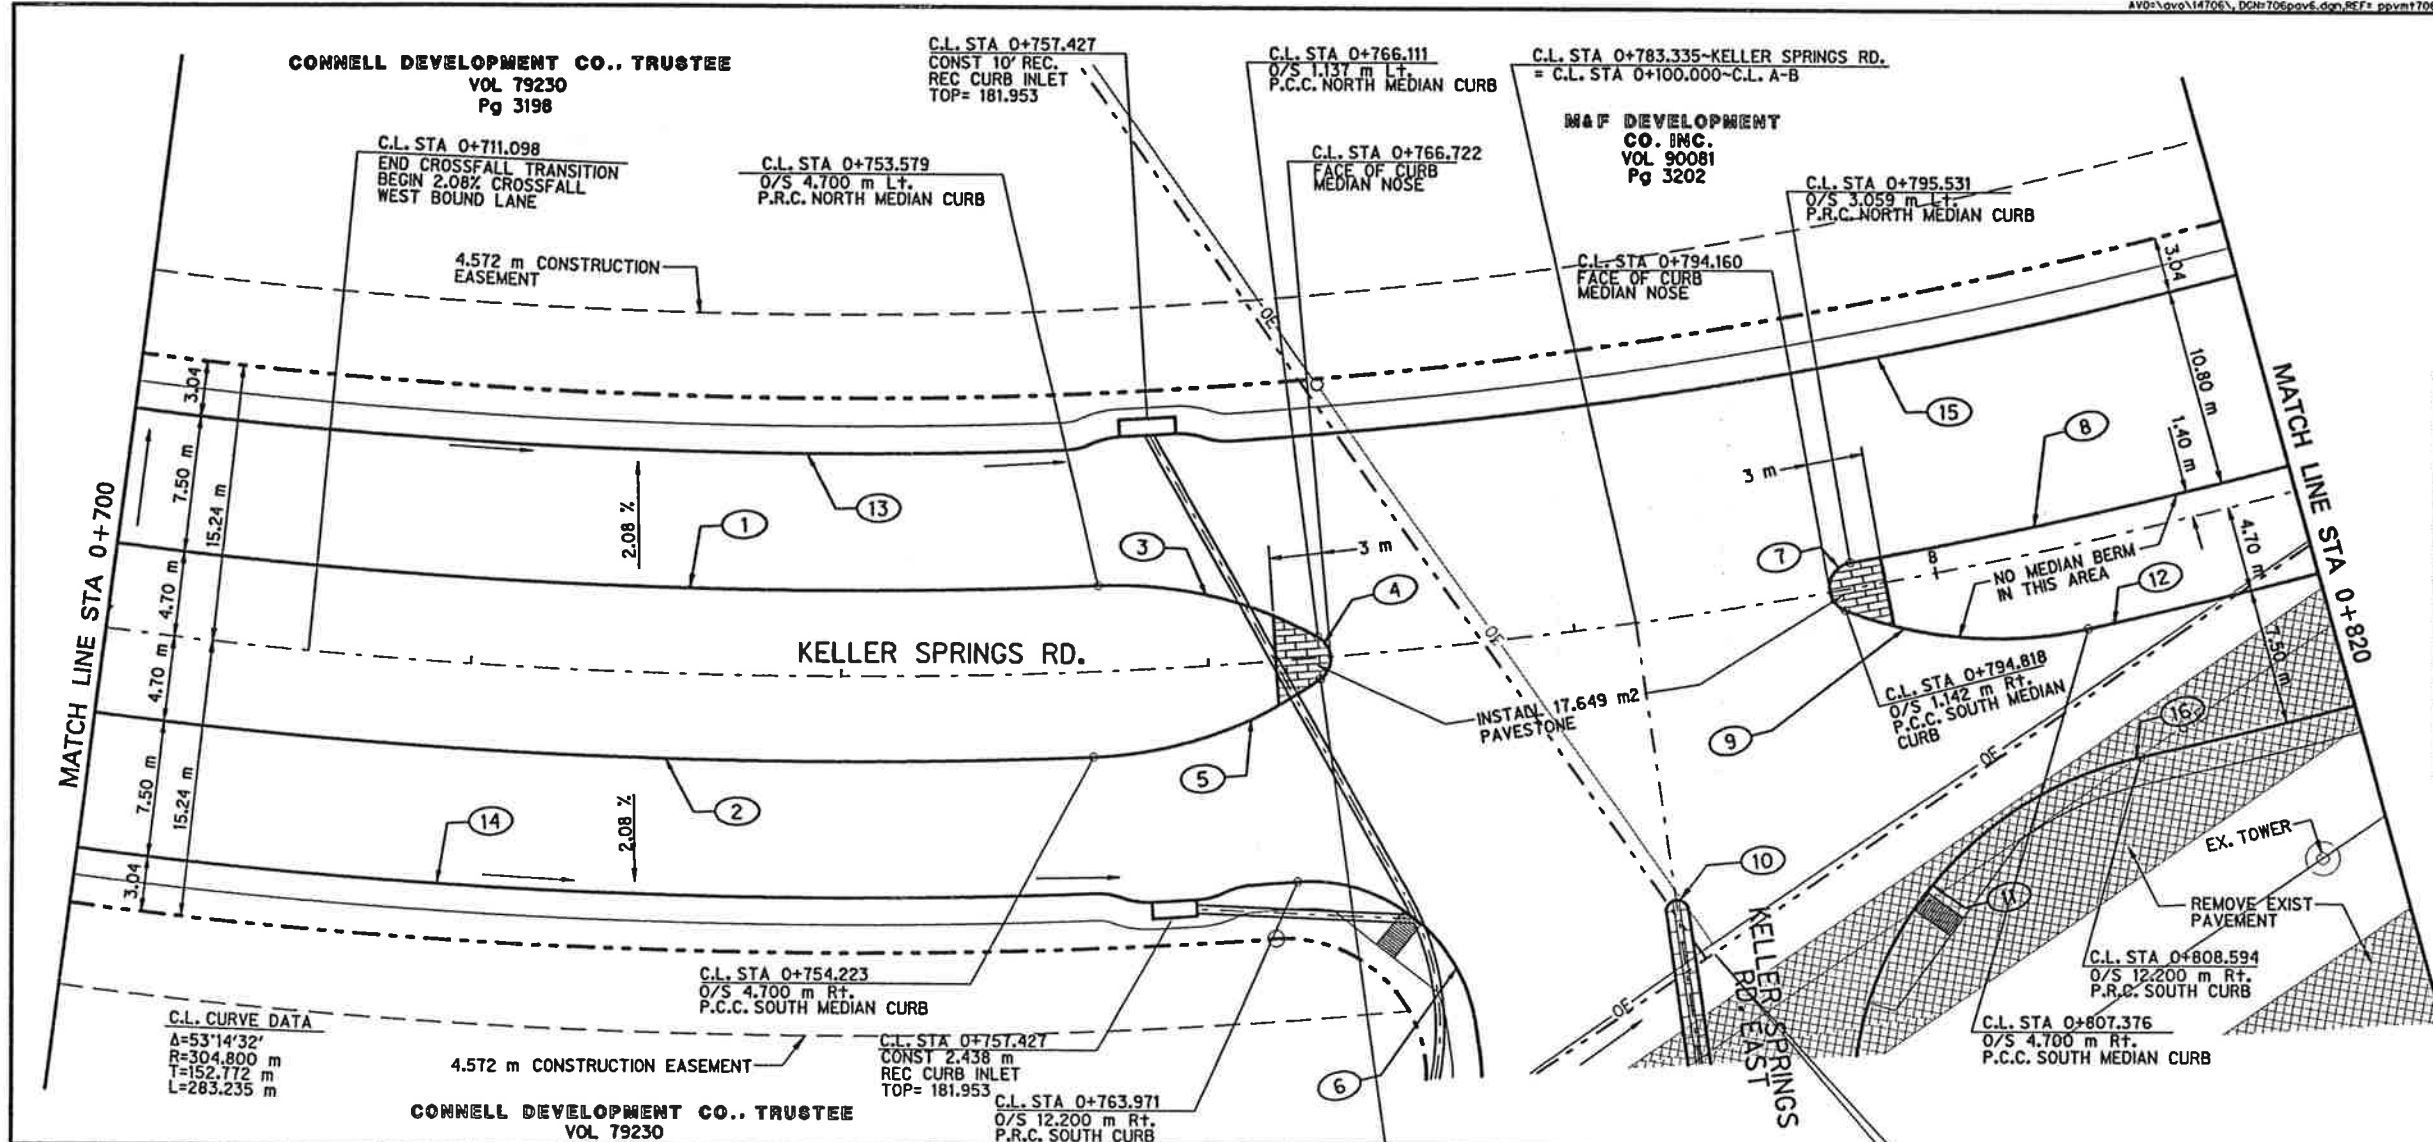 AVO=\avo\14706\, DGN=706pav6.dgn,REF= ppvmt706
CONNELL DEVELOPMENT CO., TRUSTEE
VOL 79230
Pg 3198
C.L. STA 0+757.427
CONST 10' REC.
REC CURB INLET
TOP= 181.953
C.L. STA 0+766.111
O/S 1.137 m Lt.
P.C.C. NORTH MEDIAN CURB
C.L. STA 0+783.335~KELLER SPRINGS RD.
= C.L. STA 0+100.000~C.L. A-B
M&F DEVELOPMENT
CO. INC.
VOL 90081
Pg 3202
C.L. STA 0+711.098
END CROSSFALL TRANSITION
BEGIN 2.08% CROSSFALL
WEST BOUND LANE
C.L. STA 0+753.579
O/S 4.700 m Lt.
P.R.C. NORTH MEDIAN CURB
C.L. STA 0+766.722
FACE OF CURB
MEDIAN NOSE
C.L. STA 0+795.531
O/S 3.059 m Lt.
P.R.C. NORTH MEDIAN CURB
4.572 m CONSTRUCTION
EASEMENT
C.L. STA 0+794.160
FACE OF CURB
MEDIAN NOSE
OE
3.04
3.04
10.80 m
MATCH LINE STA 0+820
15
8
1.40 m
3 m
7.50 m
15.24 m
2.08 %
13
1
3
3 m
4
7
8
NO MEDIAN BERM
IN THIS AREA
12
4.70 m
MATCH LINE STA 0+700
4.70 m
KELLER SPRINGS RD.
OE
4.70 m
7.50 m
INSTALL 17.649 m2
PAVESTONE
C.L. STA 0+794.818
O/S 1.142 m Rt.
P.C.C. SOUTH MEDIAN
CURB
16
9
5
OE
7.50 m
15.24 m
2
14
2.08 %
10
EX. TOWER
3.04
11
REMOVE EXIST
PAVEMENT
KELLER SPRINGS
RD. EAST
C.L. STA 0+754.223
O/S 4.700 m Rt.
P.C.C. SOUTH MEDIAN CURB
C.L. STA 0+808.594
O/S 12.200 m Rt.
P.R.C. SOUTH CURB
OE
C.L. CURVE DATA
Δ=53°14'32"
R=304.800 m
T=152.772 m
L=283.235 m
4.572 m CONSTRUCTION EASEMENT
C.L. STA 0+757.427
CONST 2.438 m
REC CURB INLET
TOP= 181.953
C.L. STA 0+807.376
O/S 4.700 m Rt.
P.C.C. SOUTH MEDIAN CURB
6
CONNELL DEVELOPMENT CO., TRUSTEE
VOL 79230
C.L. STA 0+763.971
O/S 12.200 m Rt.
P.R.C. SOUTH CURB